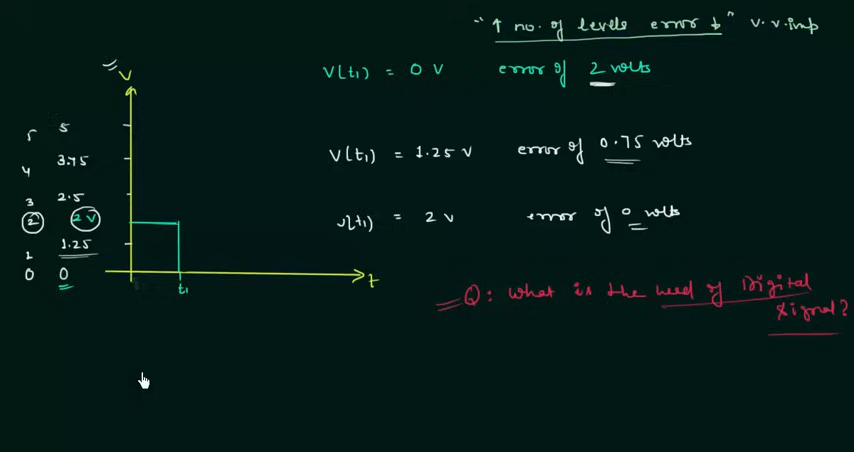 "↑ no. of levels error ↓" v.v.imp
V(t₁) = 0 V error of 2 volts
V
5 5
4 3.75
V(t₁) = 1.25 V error of 0.75 volts
3 2.5
2 2 V
v(t₁) = 2 V error of 0 volts
1 1.25
0 0
t₁
t
Q: What is the need of Digital
Signal?